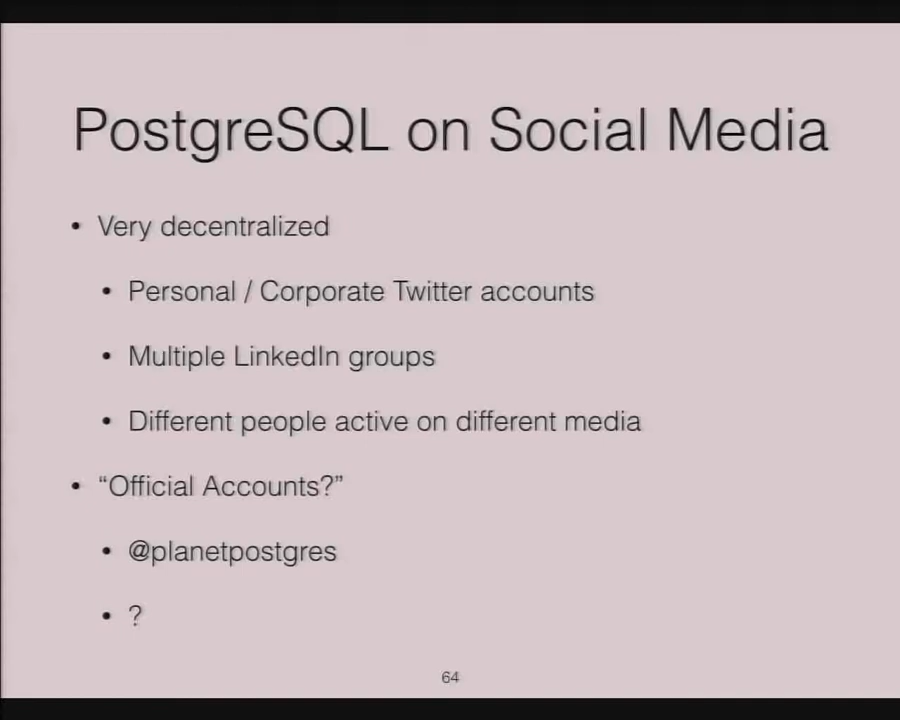 PostgreSQL on Social Media
• Very decentralized
• Personal / Corporate Twitter accounts
• Multiple LinkedIn groups
• Different people active on different media
• “Official Accounts?”
• @planetpostgres
• ?
64